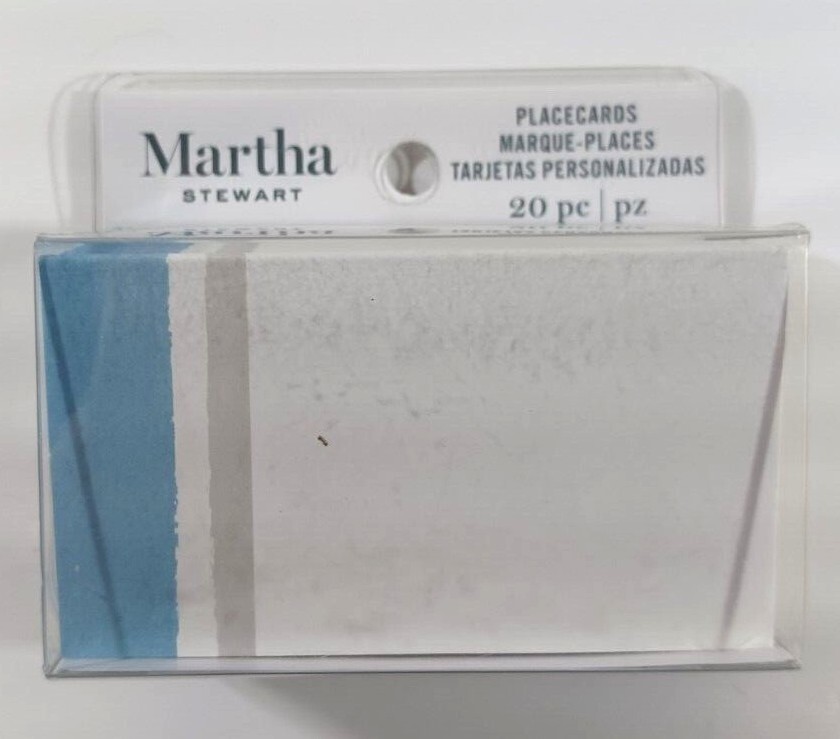 Martha
STEWART
PLACECARDS
MARQUE-PLACES
TARJETAS PERSONALIZADAS
20 pc | pz